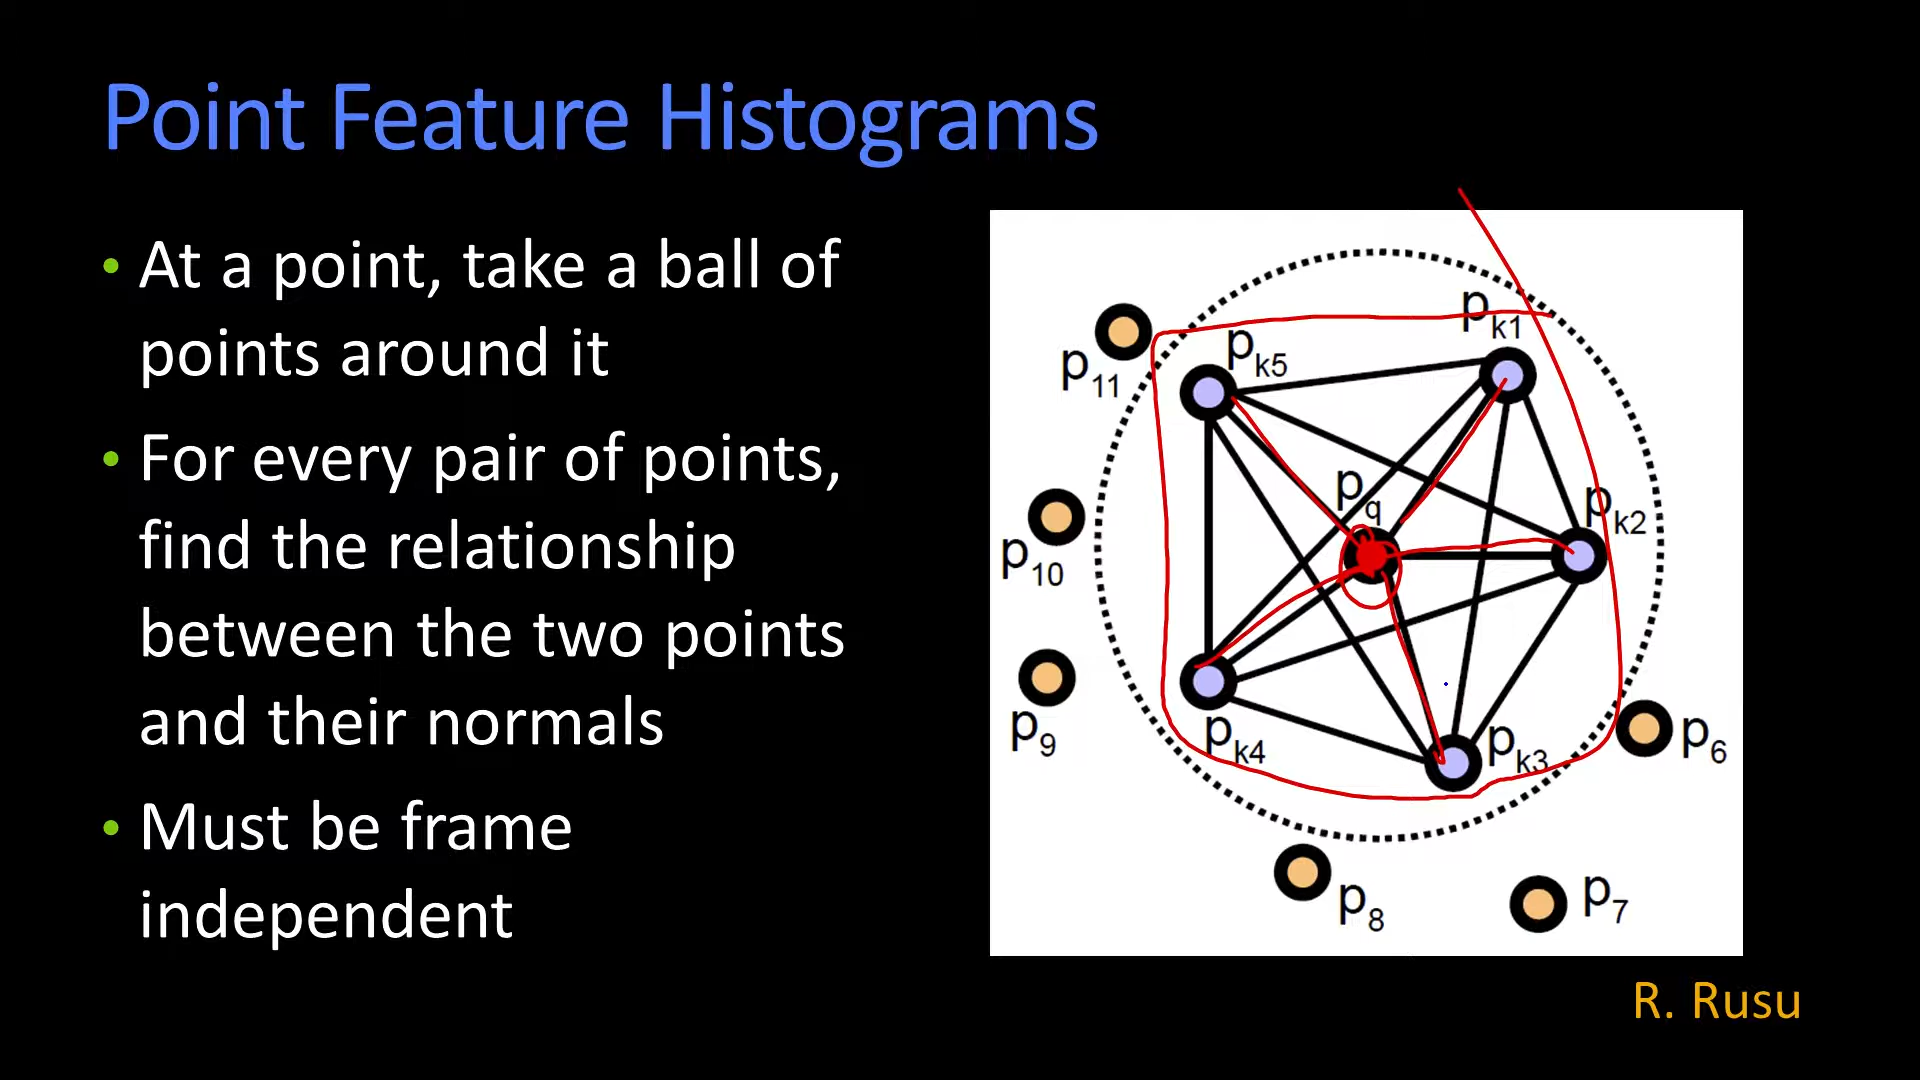 Point Feature Histograms
• At a point, take a ball of
points around it
• For every pair of points,
find the relationship
between the two points
and their normals
• Must be frame
independent
p11
pk5
pk1
pq
pk2
p10
p9
pk4
pk3
p6
p8
p7
R. Rusu